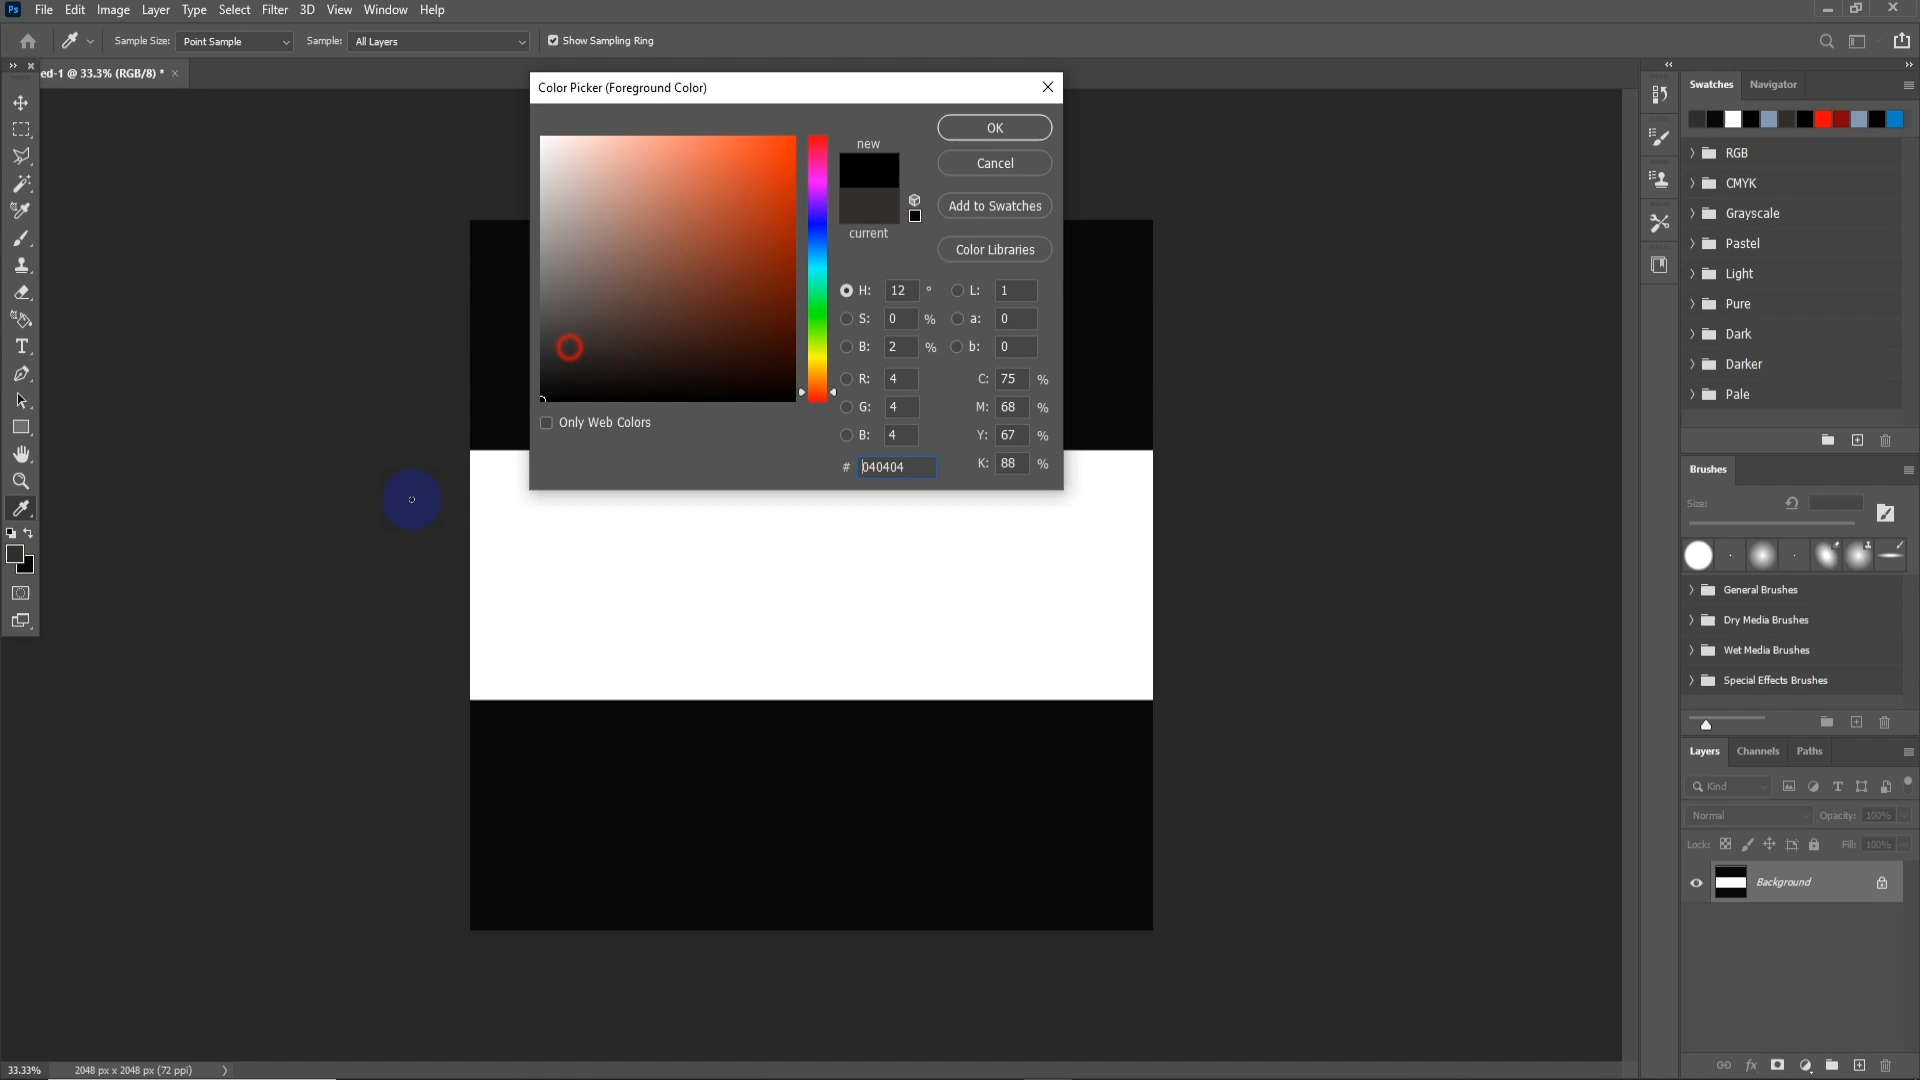 Ps File Edit Image Layer Type Select Filter 3D View Window Help
Sample Size: Point Sample Sample: All Layers Show Sampling Ring
ed-1 @ 33.3% (RGB/8) *
Color Picker (Foreground Color)
OK
new
Cancel
Add to Swatches
current
Color Libraries
H: 12 ° L: 1
S: 0 % a: 0
B: 2 % b: 0
R: 4 C: 75 %
G: 4 M: 68 %
Only Web Colors
B: 4 Y: 67 %
# 040404 K: 88 %
Swatches Navigator
RGB
CMYK
Grayscale
Pastel
Light
Pure
Dark
Darker
Pale
Brushes
Size:
General Brushes
Dry Media Brushes
Wet Media Brushes
Special Effects Brushes
Layers Channels Paths
Kind
Normal Opacity: 100%
Lock: Fill: 100%
Background
33.33% 2048 px x 2048 px (72 ppi)